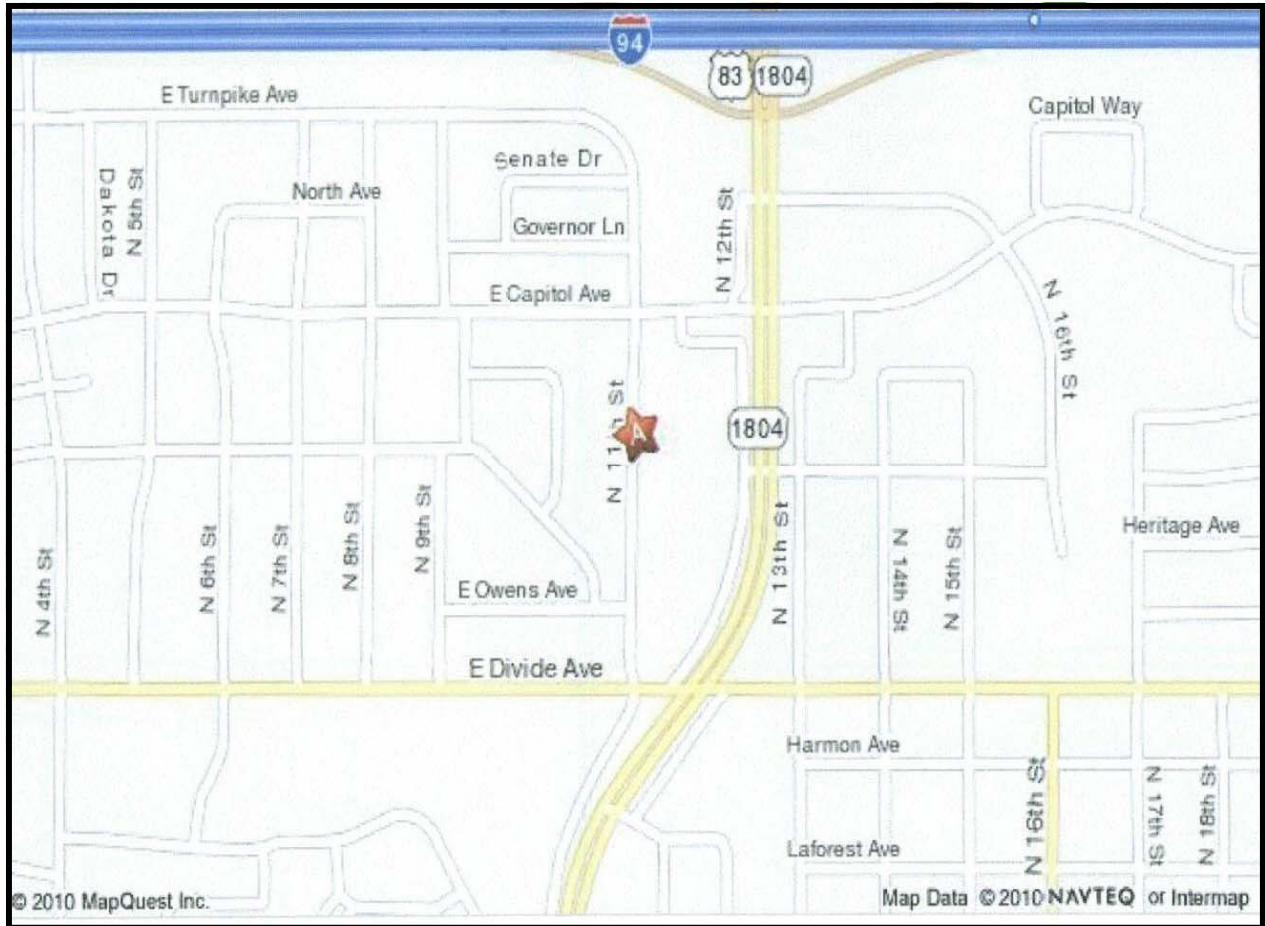 94
83
1804
E Turnpike Ave
Capitol Way
Senate Dr
Dakota Dr
N 5th St
North Ave
N 12th St
Governor Ln
E Capitol Ave
N 16th St
N 11th St
A
1804
N 4th St
N 6th St
N 7th St
N 8th St
N 9th St
N 13th St
N 14th St
N 15th St
Heritage Ave
E Owens Ave
E Divide Ave
Harmon Ave
N 16th St
N 17th St
N 18th St
Laforest Ave
© 2010 MapQuest Inc.
Map Data © 2010 NAVTEQ or Intermap